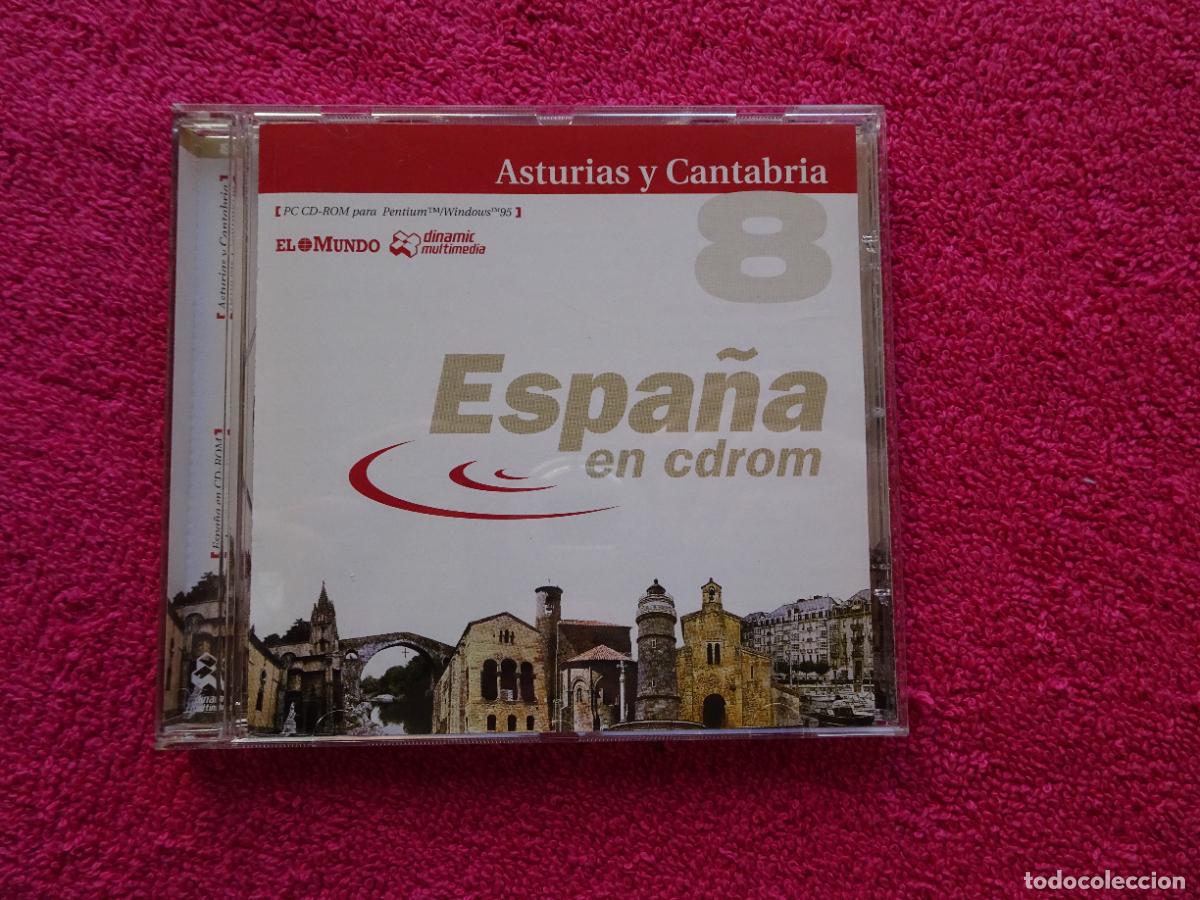 Asturias y Cantabria
[ PC CD-ROM para Pentium™/Windows™95 ]
8
EL MUNDO
dinamic
multimedia
España
en cdrom
[ Asturias y Cantabria ]
[ España en CD-ROM ]
todocoleccion